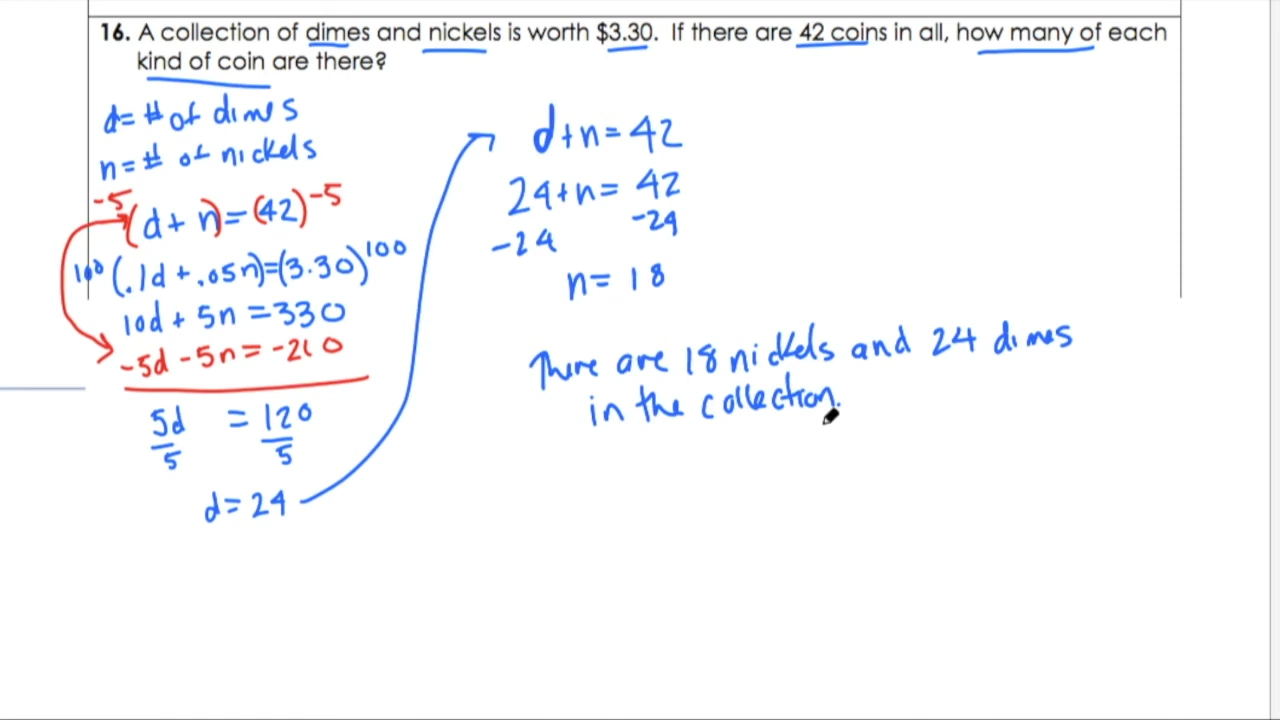 16. A collection of dimes and nickels is worth $3.30. If there are 42 coins in all, how many of each
kind of coin are there?
d= # of dimes
n= # of nickels
-5(d+n)=(42)-5
100(.1d+.05n)=(3.30)100
10d + 5n =330
-5d -5n = -210
5d = 120
5 5
d= 24
d+n=42
24+n= 42
-24 -24
n= 18
There are 18 nickels and 24 dimes
in the collection.